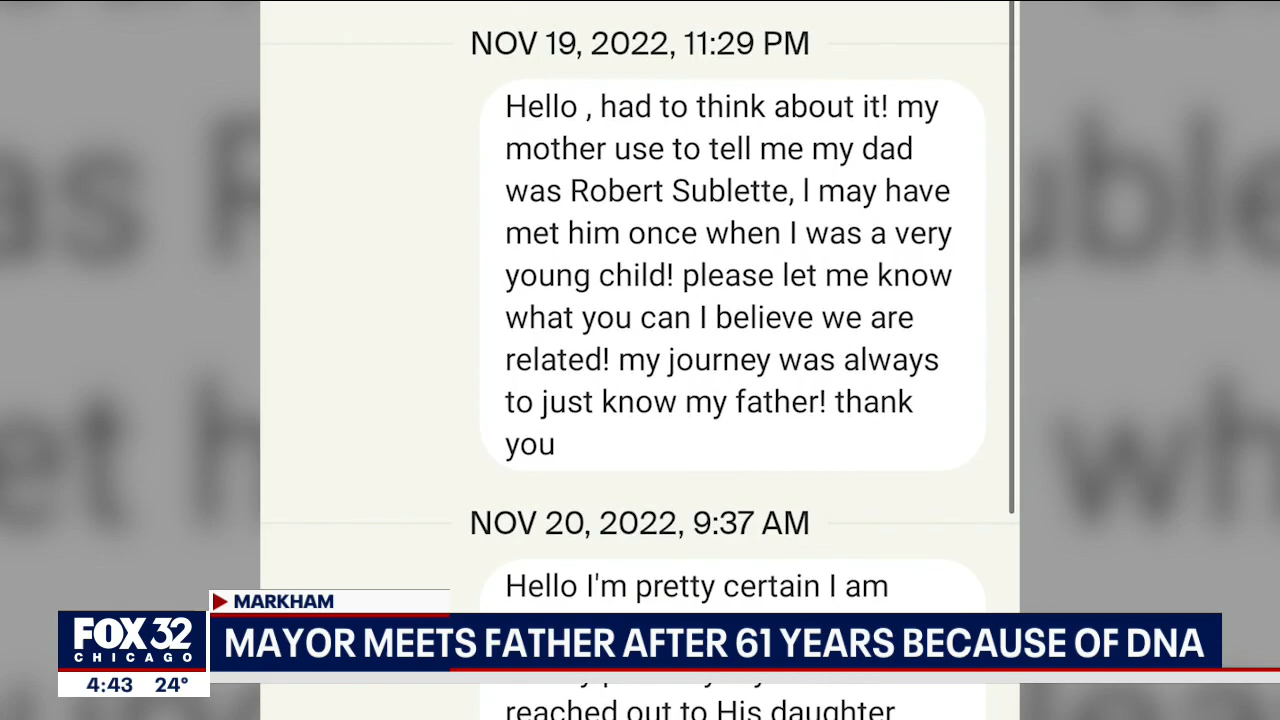 NOV 19, 2022, 11:29 PM
Hello , had to think about it! my
mother use to tell me my dad
was Robert Sublette, I may have
met him once when I was a very
young child! please let me know
what you can I believe we are
related! my journey was always
to just know my father! thank
you
NOV 20, 2022, 9:37 AM
Hello I'm pretty certain I am
MARKHAM
FOX 32
CHICAGO
MAYOR MEETS FATHER AFTER 61 YEARS BECAUSE OF DNA
4:43 24°
reached out to His daughter